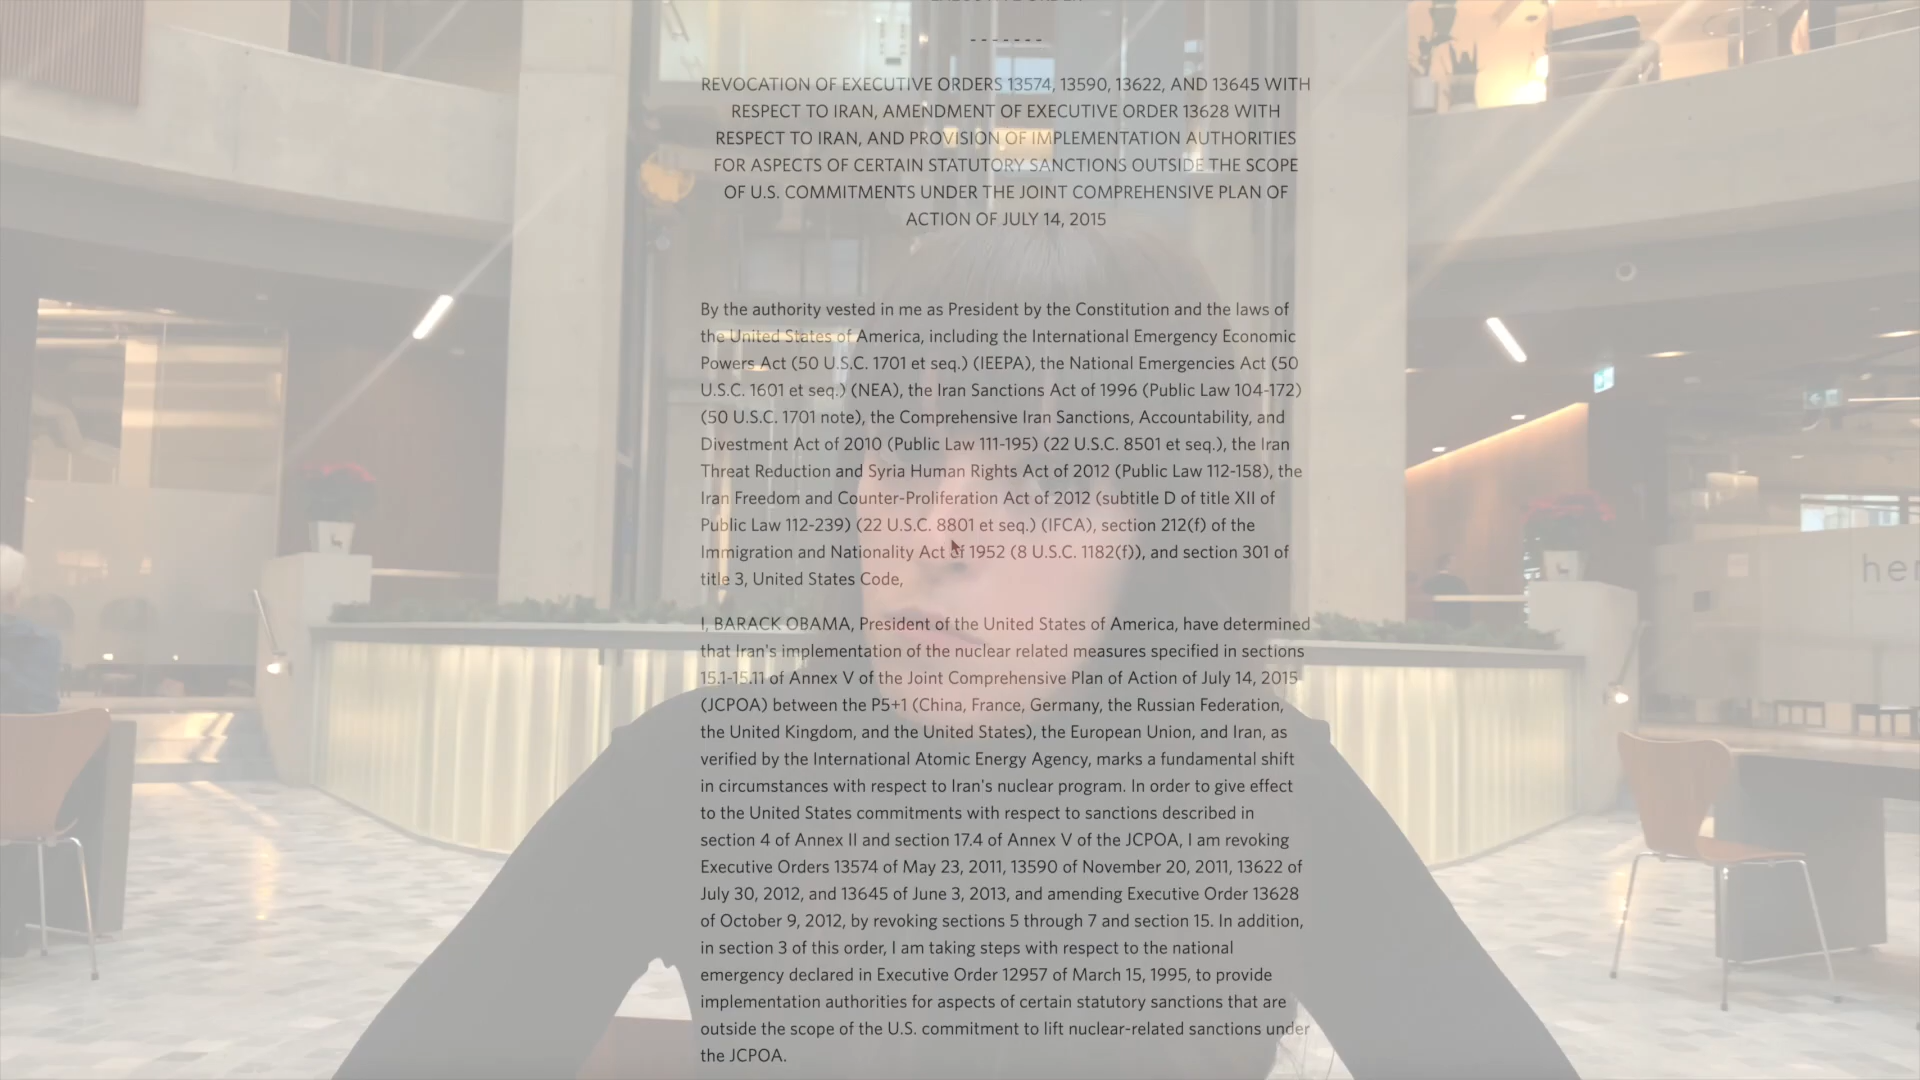 EXECUTIVE ORDER
- - - - - - -
REVOCATION OF EXECUTIVE ORDERS 13574, 13590, 13622, AND 13645 WITH
RESPECT TO IRAN, AMENDMENT OF EXECUTIVE ORDER 13628 WITH
RESPECT TO IRAN, AND PROVISION OF IMPLEMENTATION AUTHORITIES
FOR ASPECTS OF CERTAIN STATUTORY SANCTIONS OUTSIDE THE SCOPE
OF U.S. COMMITMENTS UNDER THE JOINT COMPREHENSIVE PLAN OF
ACTION OF JULY 14, 2015
By the authority vested in me as President by the Constitution and the laws of
the United States of America, including the International Emergency Economic
Powers Act (50 U.S.C. 1701 et seq.) (IEEPA), the National Emergencies Act (50
U.S.C. 1601 et seq.) (NEA), the Iran Sanctions Act of 1996 (Public Law 104-172)
(50 U.S.C. 1701 note), the Comprehensive Iran Sanctions, Accountability, and
Divestment Act of 2010 (Public Law 111-195) (22 U.S.C. 8501 et seq.), the Iran
Threat Reduction and Syria Human Rights Act of 2012 (Public Law 112-158), the
Iran Freedom and Counter-Proliferation Act of 2012 (subtitle D of title XII of
Public Law 112-239) (22 U.S.C. 8801 et seq.) (IFCA), section 212(f) of the
Immigration and Nationality Act of 1952 (8 U.S.C. 1182(f)), and section 301 of
title 3, United States Code,
I, BARACK OBAMA, President of the United States of America, have determined
that Iran's implementation of the nuclear related measures specified in sections
15.1-15.11 of Annex V of the Joint Comprehensive Plan of Action of July 14, 2015
(JCPOA) between the P5+1 (China, France, Germany, the Russian Federation,
the United Kingdom, and the United States), the European Union, and Iran, as
verified by the International Atomic Energy Agency, marks a fundamental shift
in circumstances with respect to Iran's nuclear program. In order to give effect
to the United States commitments with respect to sanctions described in
section 4 of Annex II and section 17.4 of Annex V of the JCPOA, I am revoking
Executive Orders 13574 of May 23, 2011, 13590 of November 20, 2011, 13622 of
July 30, 2012, and 13645 of June 3, 2013, and amending Executive Order 13628
of October 9, 2012, by revoking sections 5 through 7 and section 15. In addition,
in section 3 of this order, I am taking steps with respect to the national
emergency declared in Executive Order 12957 of March 15, 1995, to provide
implementation authorities for aspects of certain statutory sanctions that are
outside the scope of the U.S. commitment to lift nuclear-related sanctions under
the JCPOA.